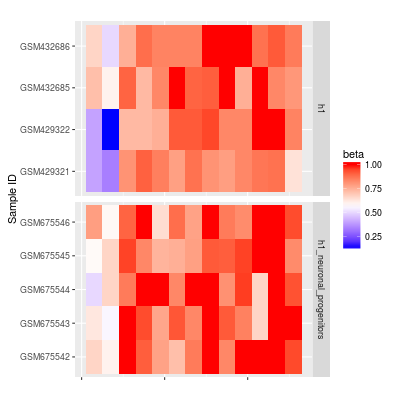 Sample ID
GSM432686
GSM432685
GSM429322
GSM429321
h1
GSM675546
GSM675545
GSM675544
GSM675543
GSM675542
h1_neuronal_progenitors
beta
1.00
0.75
0.50
0.25